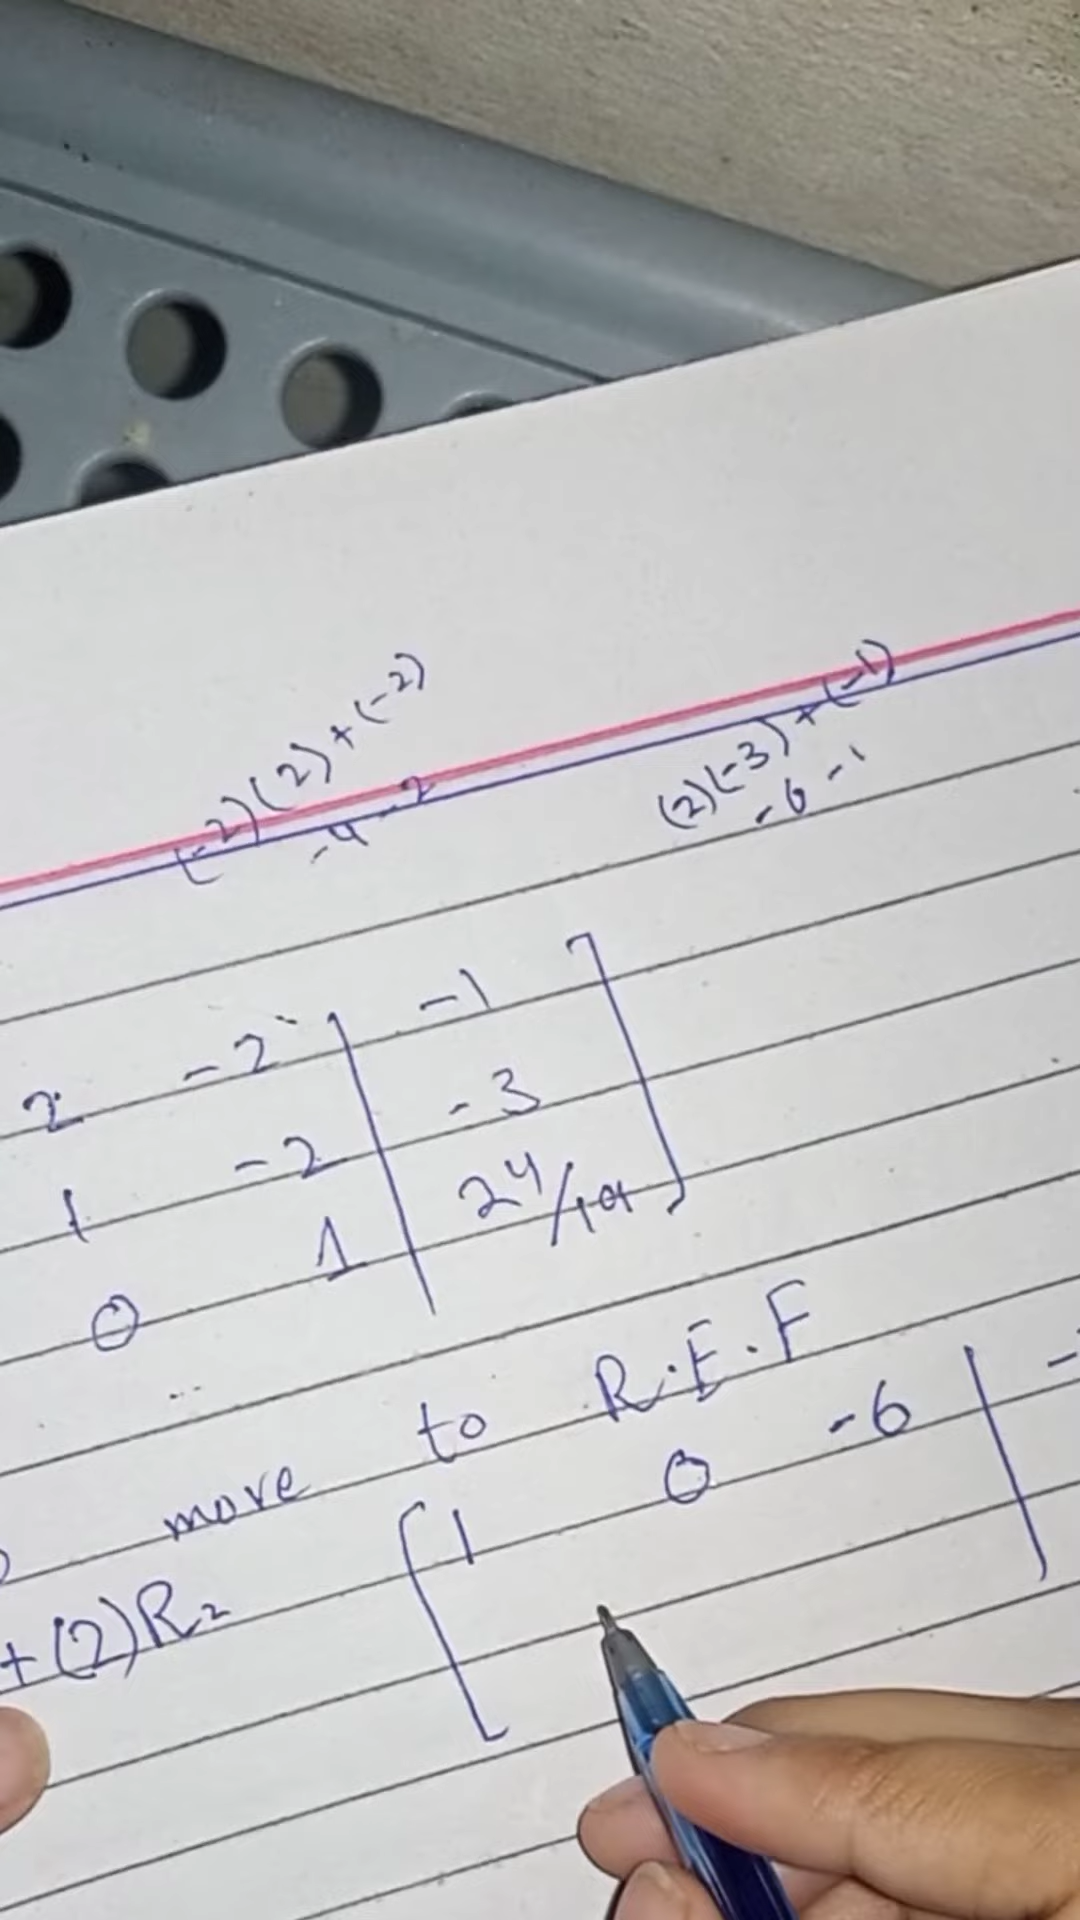 (-2)(2)+(-2)
-4 -2
(2)(-3)+(-1)
-6 -1
2 -2 | -1 ]
1 -2 | -3
0 1 | 24/
move to R.E.F
+(2)R2 [ 1 0 -6 | -